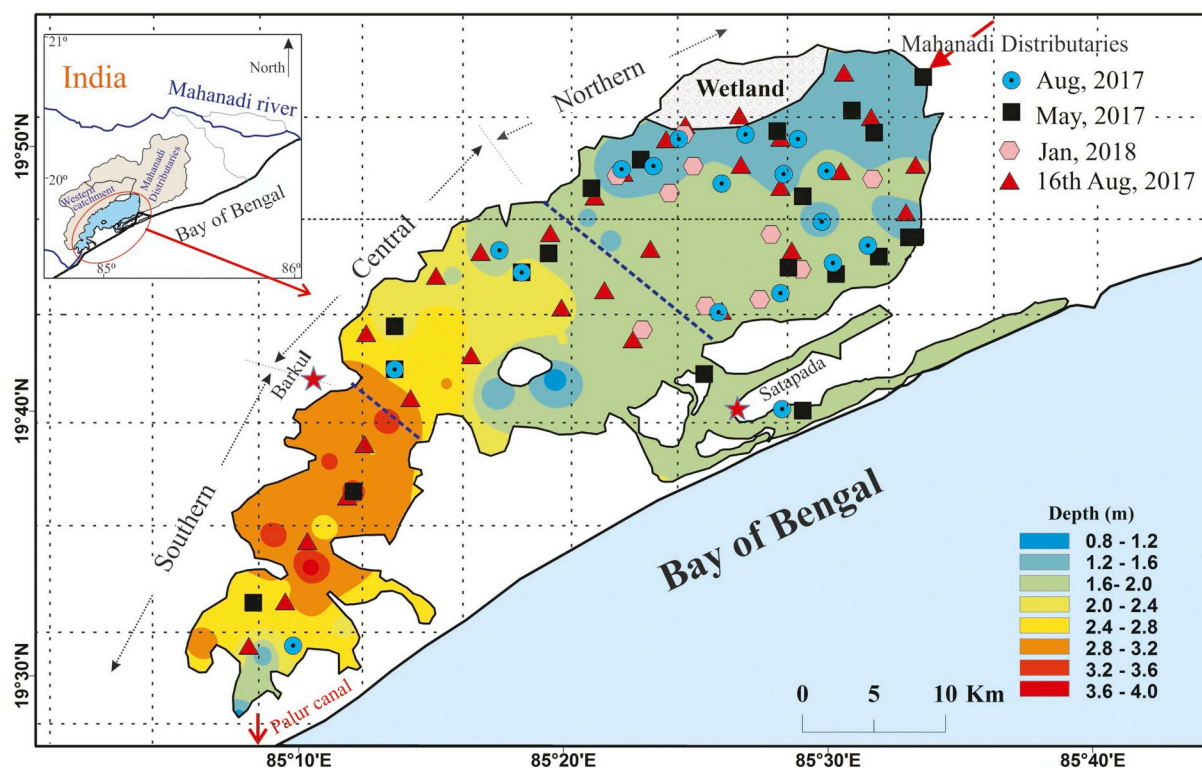 21°
India
North
Mahanadi river
20°
Western catchment
Mahanadi Distributaries
Bay of Bengal
85°
86°
Northern
Wetland
Mahanadi Distributaries
Aug, 2017
May, 2017
Jan, 2018
16th Aug, 2017
Central
Barkul
Southern
Satapada
Bay of Bengal
Palur canal
Depth (m)
0.8 - 1.2
1.2 - 1.6
1.6- 2.0
2.0 - 2.4
2.4 - 2.8
2.8 - 3.2
3.2 - 3.6
3.6 - 4.0
0 5 10 Km
19°50'N
19°40'N
19°30'N
85°10'E 85°20'E 85°30'E 85°40'E